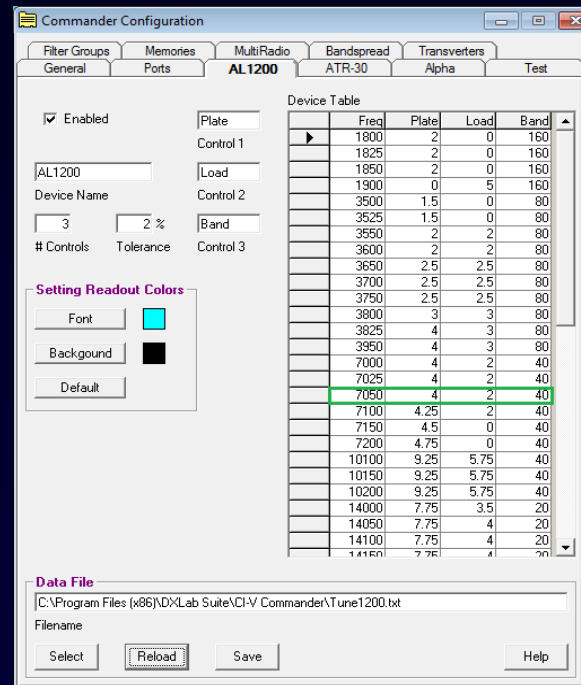 Commander Configuration
Filter Groups Memories MultiRadio Bandspread Transverters
General Ports AL1200 ATR-30 Alpha Test
Device Table
Enabled
Plate
Control 1
AL1200
Device Name
Load
Control 2
3
# Controls
2 %
Tolerance
Band
Control 3
Setting Readout Colors
Font
Backgound
Default
Freq Plate Load Band
1800 2 0 160
1825 2 0 160
1850 2 0 160
1900 0 5 160
3500 1.5 0 80
3525 1.5 0 80
3550 2 2 80
3600 2 2 80
3650 2.5 2.5 80
3700 2.5 2.5 80
3750 2.5 2.5 80
3800 3 3 80
3825 4 3 80
3950 4 3 80
7000 4 2 40
7025 4 2 40
7050 4 2 40
7100 4.25 2 40
7150 4.5 0 40
7200 4.75 0 40
10100 9.25 5.75 40
10150 9.25 5.75 40
10200 9.25 5.75 40
14000 7.75 3.5 20
14050 7.75 4 20
14100 7.75 4 20
14150 7.75 4 20
Data File
C:\Program Files (x86)\DXLab Suite\CI-V Commander\Tune1200.txt
Filename
Select Reload Save Help